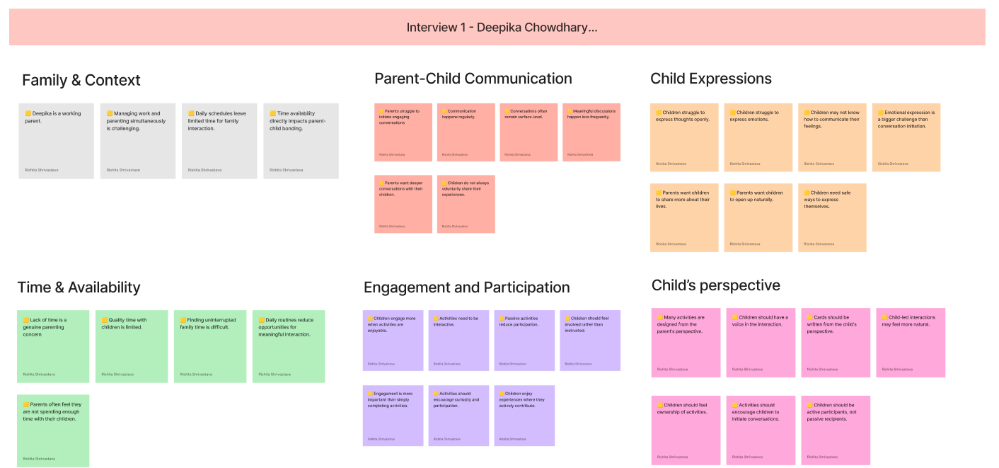 Interview 1 - Deepika Chowdhary...
Family & Context
Deepika is a working
parent.
Rishita Shrivastava
Managing work and
parenting simultaneously
is challenging.
Rishita Shrivastava
Daily schedules leave
limited time for family
interaction.
Rishita Shrivastava
Time availability
directly impacts parent-
child bonding.
Rishita Shrivastava
Parent-Child Communication
Parents struggle to
initiate engaging
conversations
Rishita Shrivastava
Communication
happens regularly.
Rishita Shrivastava
Conversations often
remain surface-level.
Rishita Shrivastava
Meaningful discussions
happen less frequently.
Rishita Shrivastava
Parents want deeper
conversations with their
children.
Rishita Shrivastava
Children do not always
voluntarily share their
experiences.
Rishita Shrivastava
Child Expressions
Children struggle to
express thoughts openly.
Rishita Shrivastava
Children struggle to
express emotions.
Rishita Shrivastava
Children may not know
how to communicate their
feelings.
Rishita Shrivastava
Emotional expression is
a bigger challenge than
conversation initiation.
Rishita Shrivastava
Parents want children
to share more about their
lives.
Rishita Shrivastava
Parents want children
to open up naturally.
Rishita Shrivastava
Children need safe
ways to express
themselves.
Rishita Shrivastava
Time & Availability
Lack of time is a
genuine parenting
concern
Rishita Shrivastava
Quality time with
children is limited.
Rishita Shrivastava
Finding uninterrupted
family time is difficult.
Rishita Shrivastava
Daily routines reduce
opportunities for
meaningful interaction.
Rishita Shrivastava
Parents often feel they
are not spending enough
time with their children.
Rishita Shrivastava
Engagement and Participation
Children engage more
when activities are
enjoyable.
Rishita Shrivastava
Activities need to be
interactive.
Rishita Shrivastava
Passive activities
reduce participation.
Rishita Shrivastava
Children should feel
involved rather than
instructed.
Rishita Shrivastava
Engagement is more
important than simply
completing activities.
Rishita Shrivastava
Activities should
encourage curiosity and
participation.
Rishita Shrivastava
Children enjoy
experiences where they
actively contribute.
Rishita Shrivastava
Child’s perspective
Many activities are
designed from the
parent's perspective.
Rishita Shrivastava
Children should have a
voice in the interaction.
Rishita Shrivastava
Cards should be
written from the child's
perspective.
Rishita Shrivastava
Child-led interactions
may feel more natural.
Rishita Shrivastava
Children should feel
ownership of activities.
Rishita Shrivastava
Activities should
encourage children to
initiate conversations.
Rishita Shrivastava
Children should be
active participants, not
passive recipients.
Rishita Shrivastava